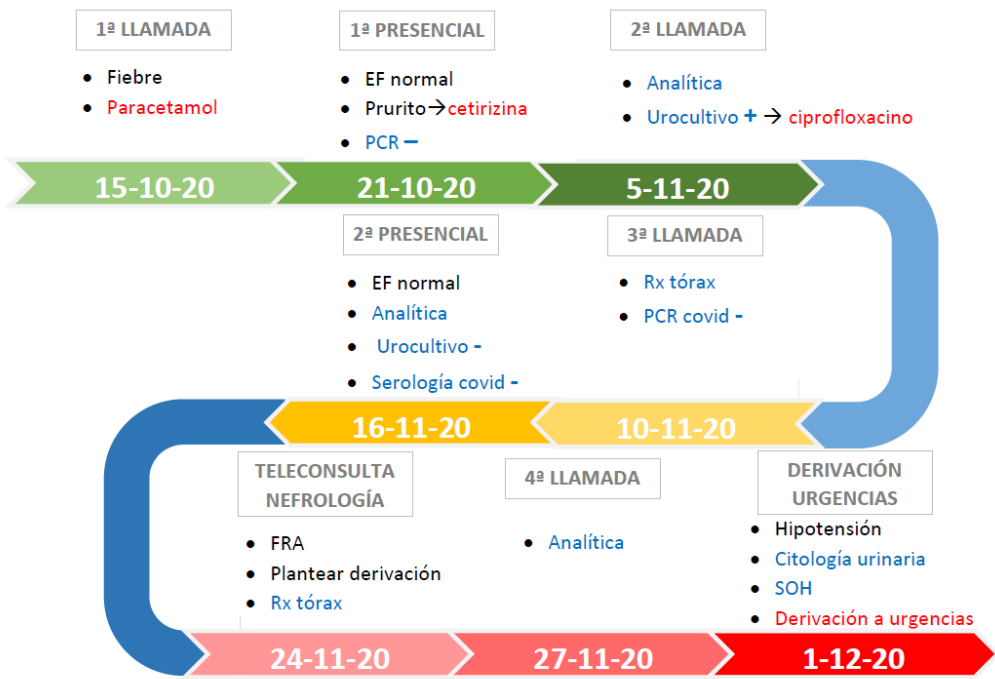 1ª LLAMADA
• Fiebre
• Paracetamol
15-10-20
1ª PRESENCIAL
• EF normal
• Prurito→cetirizina
• PCR –
21-10-20
2ª LLAMADA
• Analítica
• Urocultivo + → ciprofloxacino
5-11-20
3ª LLAMADA
• Rx tórax
• PCR covid -
10-11-20
2ª PRESENCIAL
• EF normal
• Analítica
• Urocultivo -
• Serología covid -
16-11-20
TELECONSULTA
NEFROLOGÍA
• FRA
• Plantear derivación
• Rx tórax
24-11-20
4ª LLAMADA
• Analítica
27-11-20
DERIVACIÓN
URGENCIAS
• Hipotensión
• Citología urinaria
• SOH
• Derivación a urgencias
1-12-20